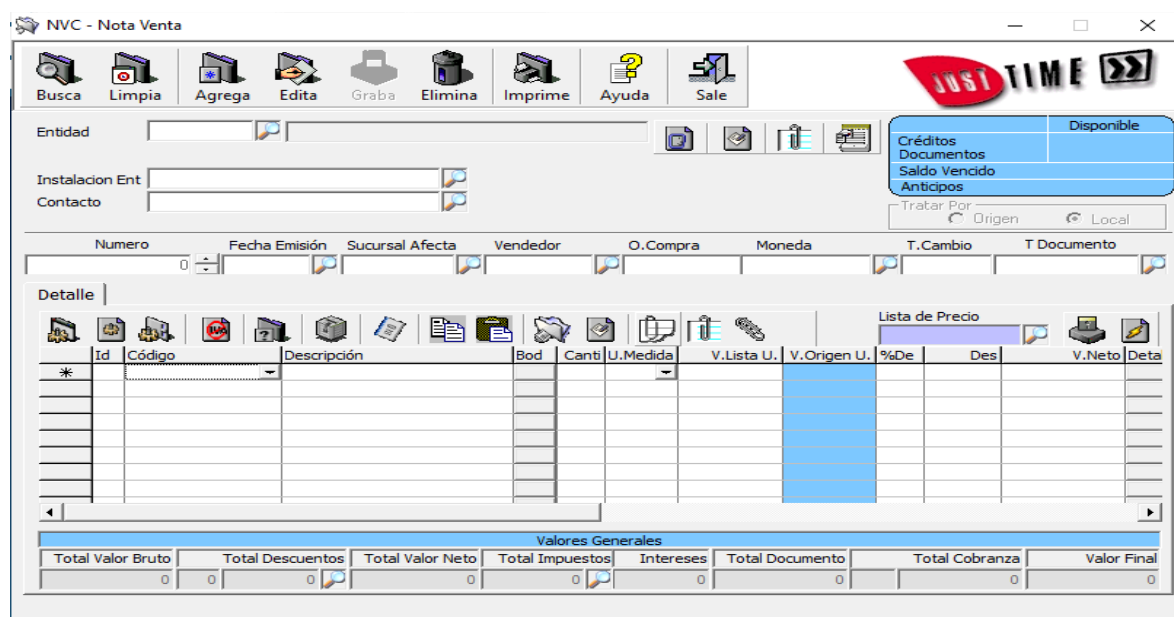 NVC - Nota Venta
Busca Limpia Agrega Edita Graba Elimina Imprime Ayuda Sale
JUST TIME
Entidad
Disponible
Créditos
Documentos
Saldo Vencido
Anticipos
Instalacion Ent
Contacto
Tratar Por
Origen Local
Numero Fecha Emisión Sucursal Afecta Vendedor O.Compra Moneda T.Cambio T Documento
0
Detalle
Lista de Precio
Id Código Descripción Bod Canti U.Medida V.Lista U. V.Origen U. %De Des V.Neto Deta
Valores Generales
Total Valor Bruto Total Descuentos Total Valor Neto Total Impuestos Intereses Total Documento Total Cobranza Valor Final
0 0 0 0 0 0 0 0 0